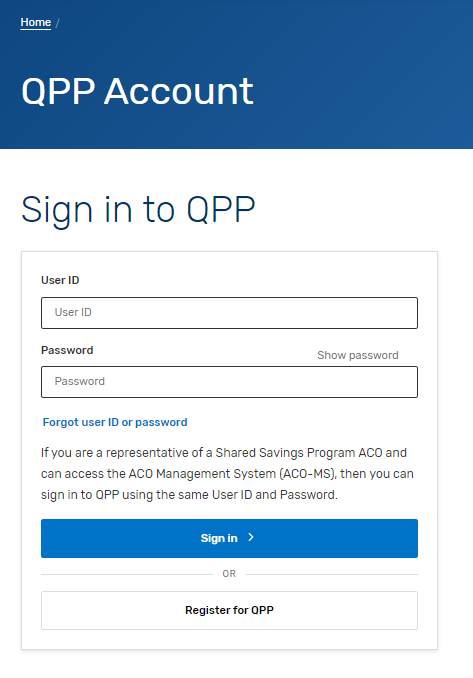 Home /
QPP Account
Sign in to QPP
User ID
User ID
Password
Show password
Password
Forgot user ID or password
If you are a representative of a Shared Savings Program ACO and
can access the ACO Management System (ACO-MS), then you can
sign in to QPP using the same User ID and Password.
Sign in >
OR
Register for QPP